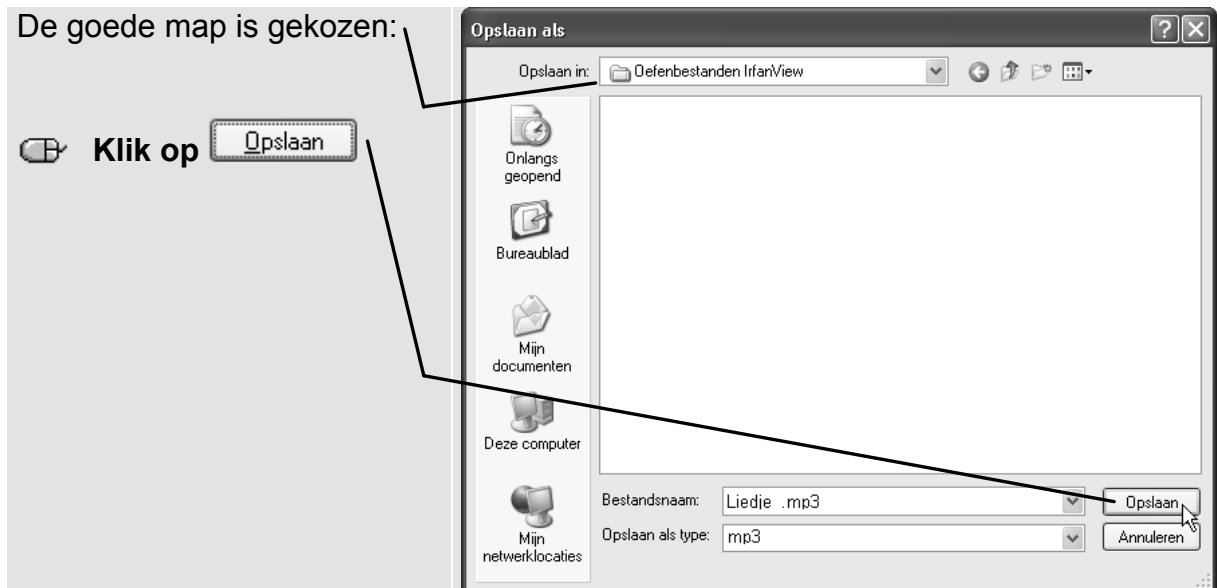 De goede map is gekozen:
Klik op Opslaan
Opslaan als
Opslaan in: Oefenbestanden IrfanView
Onlangs
geopend
Bureaublad
Mijn
documenten
Deze computer
Mijn
netwerklocaties
Bestandsnaam: Liedje .mp3 Opslaan
Opslaan als type: mp3 Annuleren